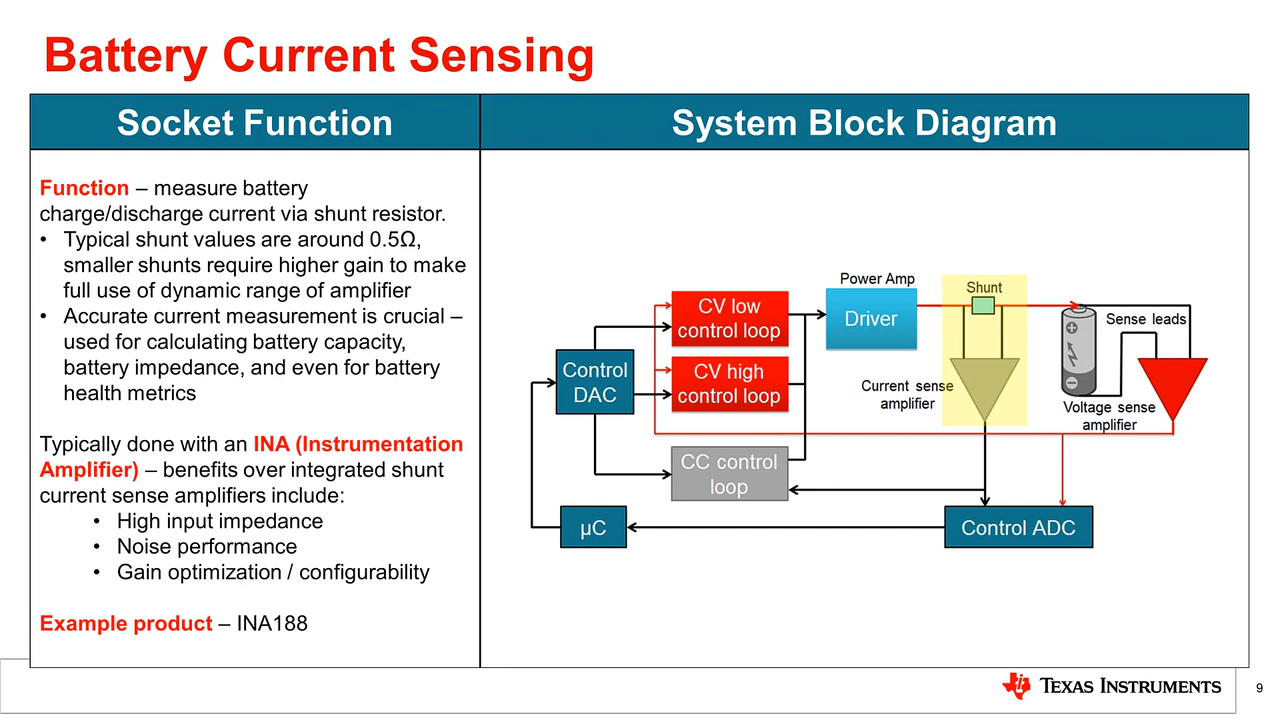 Battery Current Sensing
Socket Function
System Block Diagram
Function – measure battery
charge/discharge current via shunt resistor.
• Typical shunt values are around 0.5Ω,
smaller shunts require higher gain to make
full use of dynamic range of amplifier
• Accurate current measurement is crucial –
used for calculating battery capacity,
battery impedance, and even for battery
health metrics
Typically done with an INA (Instrumentation
Amplifier) – benefits over integrated shunt
current sense amplifiers include:
• High input impedance
• Noise performance
• Gain optimization / configurability
Example product – INA188
Power Amp
Shunt
CV low
control loop
Driver
Sense leads
Control
DAC
CV high
control loop
Current sense
amplifier
Voltage sense
amplifier
CC control
loop
µC
Control ADC
TEXAS INSTRUMENTS
9